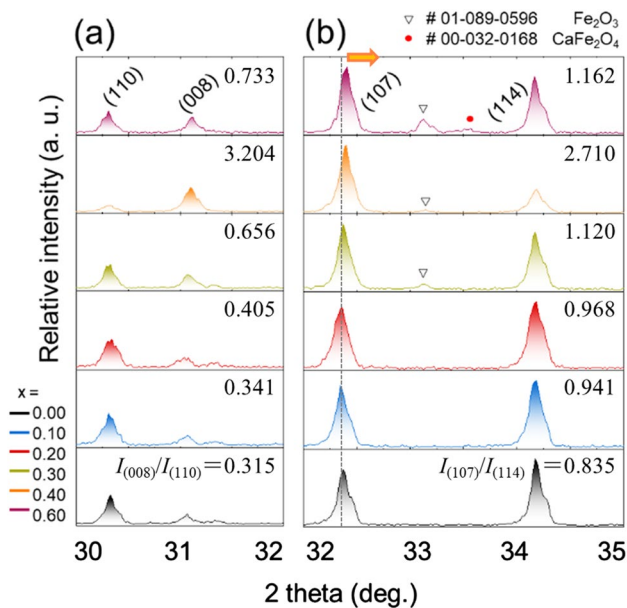 (a)
(b)
▽ # 01-089-0596 Fe₂O₃
● # 00-032-0168 CaFe₂O₄
(110)
(008)
0.733
(107)
(114)
1.162
3.204
2.710
0.656
1.120
0.405
0.968
0.341
0.941
I(008)/I(110)=0.315
I(107)/I(114)=0.835
Relative intensity (a. u.)
x =
0.00
0.10
0.20
0.30
0.40
0.60
30 31 32
32 33 34 35
2 theta (deg.)